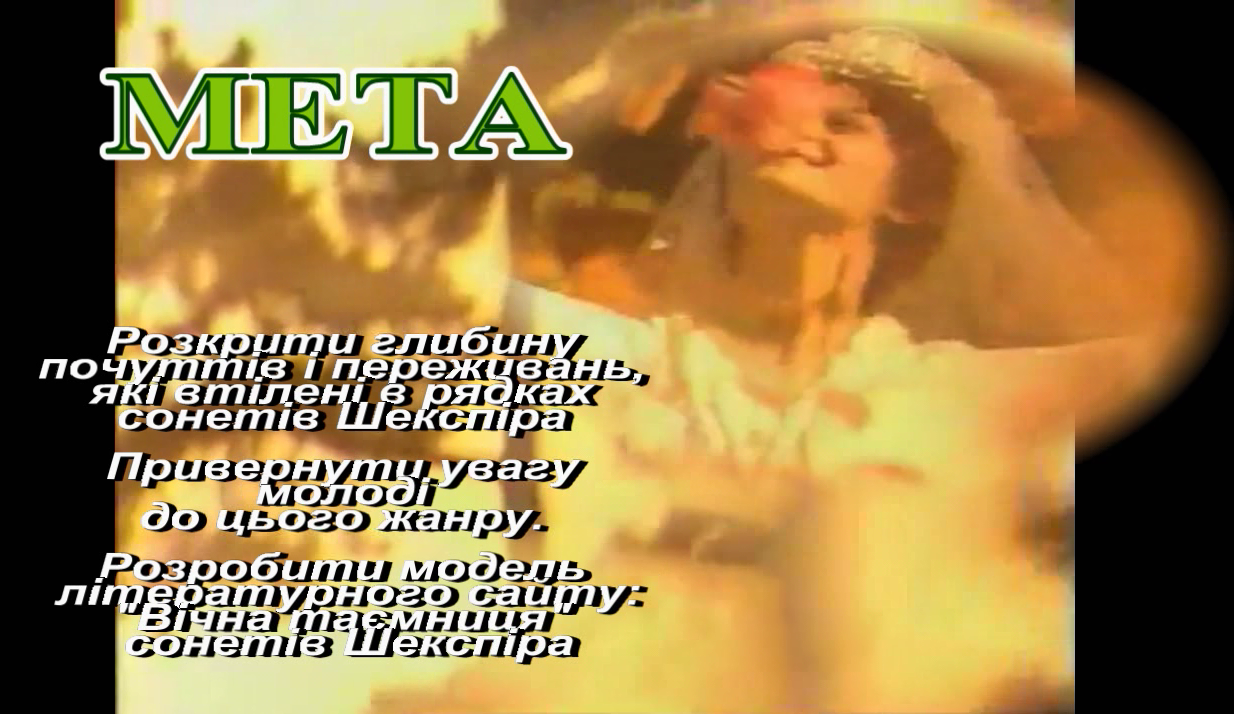 МЕТА
Розкрити глибину
почуттів і переживань,
які втілені в рядках
сонетів Шекспіра
Привернути увагу
молоді
до цього жанру.
Розробити модель
літературного сайту:
"Вічна таємниця"
сонетів Шекспіра